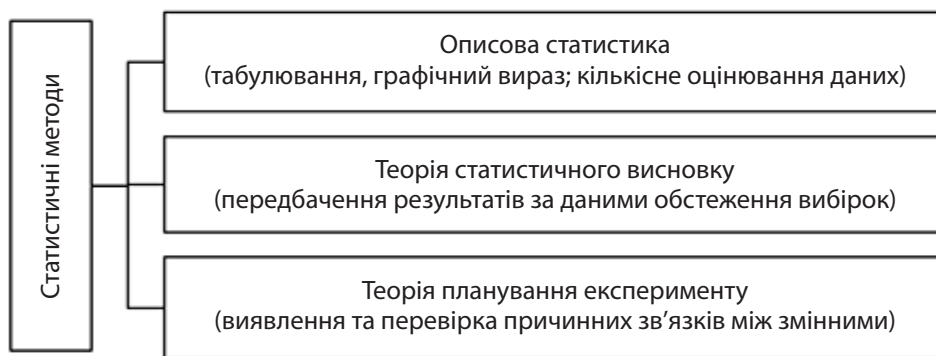 Статистичні методи
Описова статистика
(табулювання, графічний вираз; кількісне оцінювання даних)
Теорія статистичного висновку
(передбачення результатів за даними обстеження вибірок)
Теорія планування експерименту
(виявлення та перевірка причинних зв’язків між змінними)